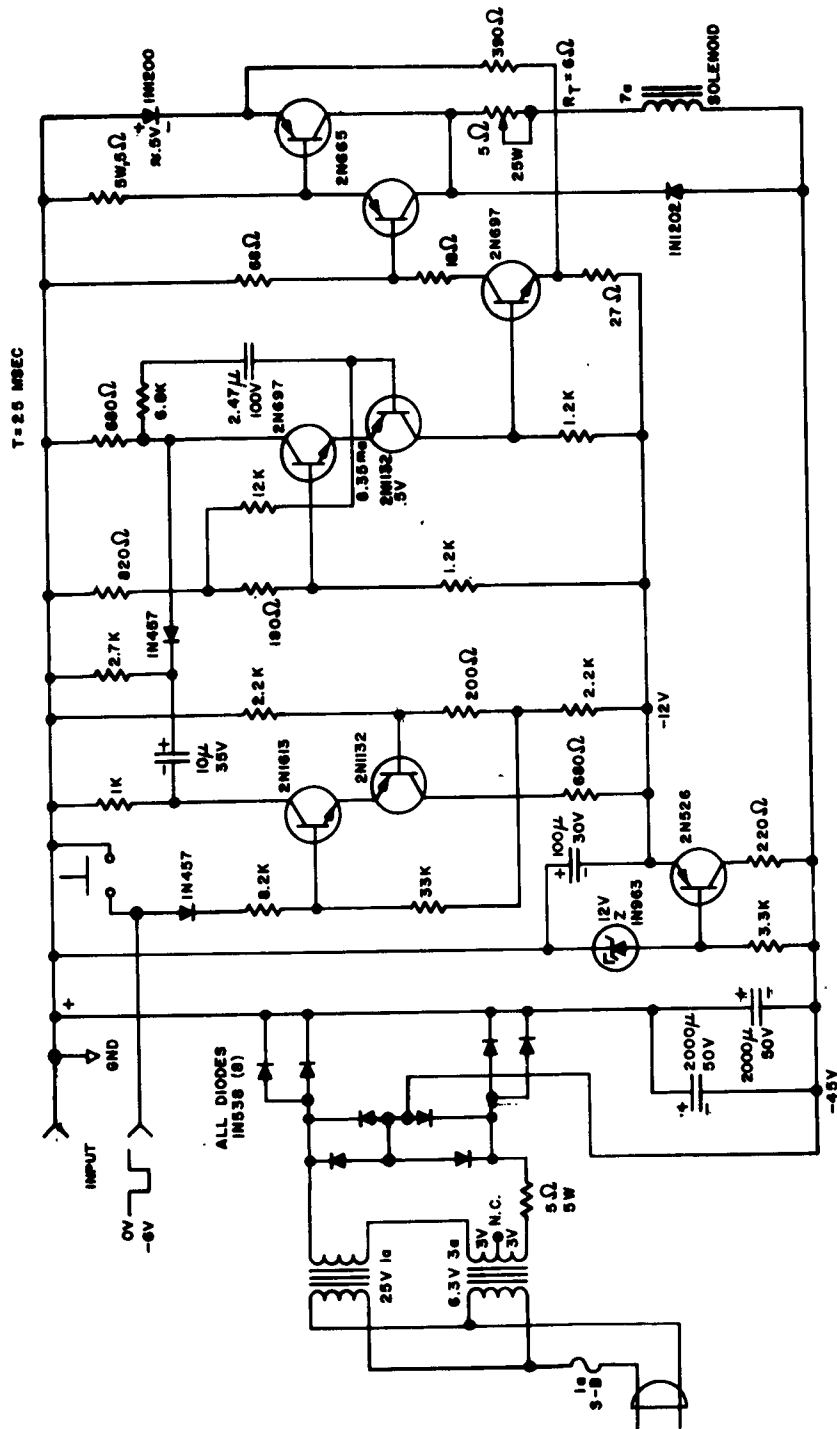 T=25 MSEC
INPUT
0V
-6V
GND
+
ALL DIODES
1N538 (8)
25V 1a
6.3V 3a
3V
N.C.
3V
5Ω
5W
1a
S-B
-45V
2000μ
50V
+
-
2000μ
50V
+
-
1N457
8.2K
33K
1K
10μ
35V
- +
2N1613
2N1132
680Ω
2.2K
200Ω
2.2K
-12V
12V
Z
1N963
3.3K
100μ
30V
+
-
2N526
220Ω
2.7K
1N457
820Ω
180Ω
1.2K
12K
680Ω
6.8K
2.47μ
100V
2N697
6.35ma
2N1132
.5V
1.2K
68Ω
18Ω
2N697
27Ω
5W,5Ω
2N665
1N1200
+
≈.5V
-
390Ω
5Ω
25W
RT=6Ω
7a
SOLENOID
1N1202